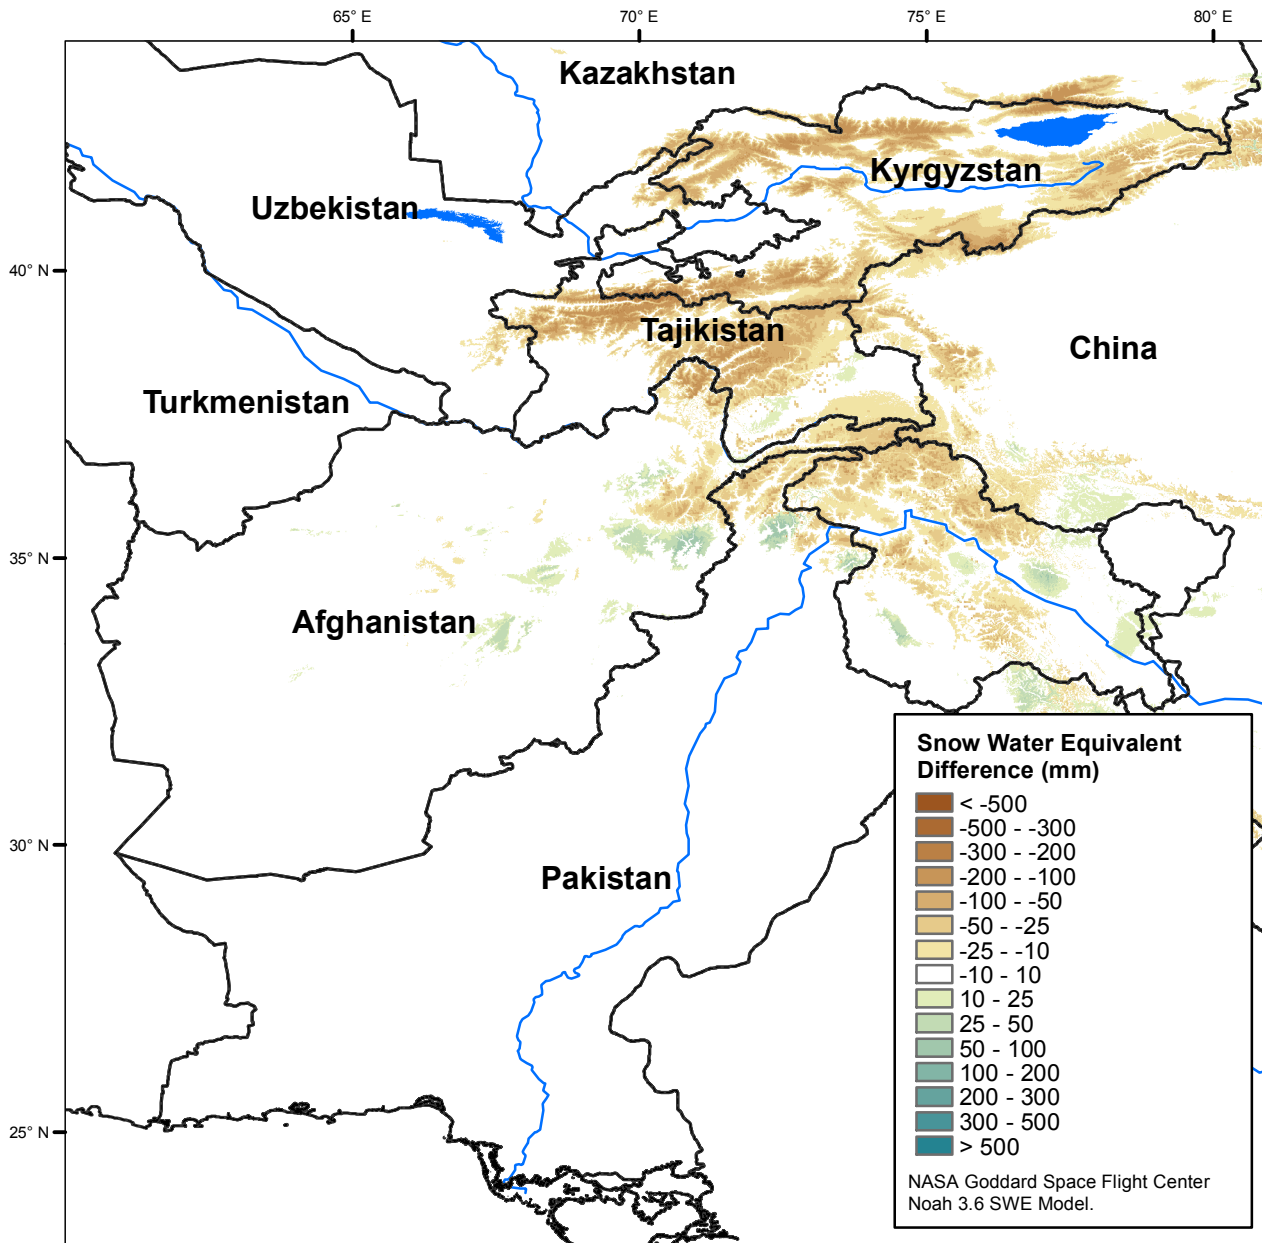 65° E
70° E
75° E
80° E
Kazakhstan
Kyrgyzstan
Uzbekistan
40° N
Tajikistan
China
Turkmenistan
35° N
Afghanistan
Snow Water Equivalent
Difference (mm)
< -500
-500 - -300
-300 - -200
-200 - -100
-100 - -50
-50 - -25
-25 - -10
-10 - 10
10 - 25
25 - 50
50 - 100
100 - 200
200 - 300
300 - 500
> 500
30° N
Pakistan
25° N
NASA Goddard Space Flight Center
Noah 3.6 SWE Model.